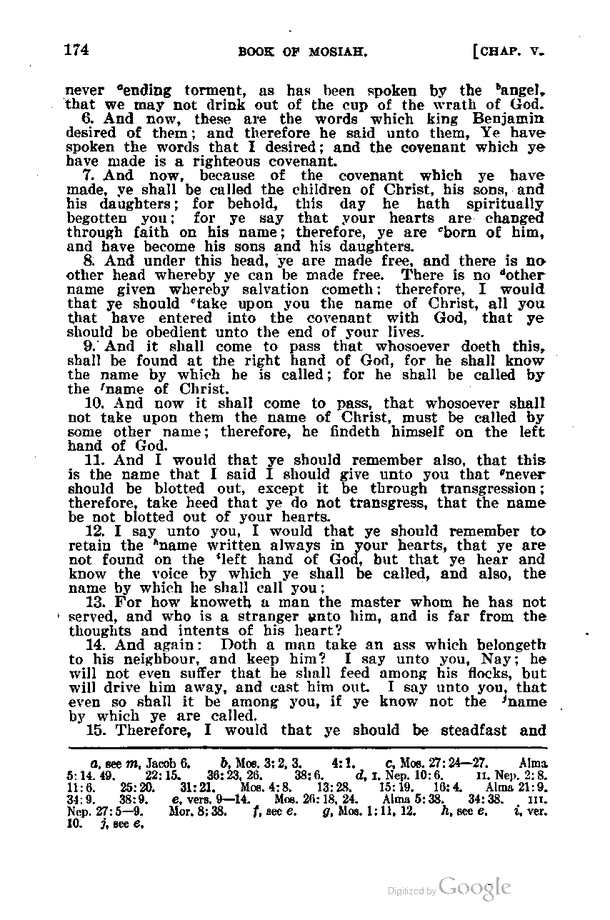 174 BOOK OF MOSIAH. [CHAP. V.
never ᵃending torment, as has been spoken by the ᵇangel,
that we may not drink out of the cup of the wrath of God.
6. And now, these are the words which king Benjamin
desired of them; and therefore he said unto them, Ye have
spoken the words that I desired; and the covenant which ye
have made is a righteous covenant.
7. And now, because of the covenant which ye have
made, ye shall be called the children of Christ, his sons, and
his daughters; for behold, this day he hath spiritually
begotten you; for ye say that your hearts are changed
through faith on his name; therefore, ye are ᶜborn of him,
and have become his sons and his daughters.
8. And under this head, ye are made free, and there is no
other head whereby ye can be made free. There is no ᵈother
name given whereby salvation cometh; therefore, I would
that ye should ᵉtake upon you the name of Christ, all you
that have entered into the covenant with God, that ye
should be obedient unto the end of your lives.
9. And it shall come to pass that whosoever doeth this,
shall be found at the right hand of God, for he shall know
the name by which he is called; for he shall be called by
the ᶠname of Christ.
10. And now it shall come to pass, that whosoever shall
not take upon them the name of Christ, must be called by
some other name; therefore, he findeth himself on the left
hand of God.
11. And I would that ye should remember also, that this
is the name that I said I should give unto you that ᵍnever
should be blotted out, except it be through transgression;
therefore, take heed that ye do not transgress, that the name
be not blotted out of your hearts.
12. I say unto you, I would that ye should remember to
retain the ʰname written always in your hearts, that ye are
not found on the ⁱleft hand of God, but that ye hear and
know the voice by which ye shall be called, and also, the
name by which he shall call you;
13. For how knoweth a man the master whom he has not
served, and who is a stranger unto him, and is far from the
thoughts and intents of his heart?
14. And again: Doth a man take an ass which belongeth
to his neighbour, and keep him? I say unto you, Nay; he
will not even suffer that he shall feed among his flocks, but
will drive him away, and cast him out. I say unto you, that
even so shall it be among you, if ye know not the ʲname
by which ye are called.
15. Therefore, I would that ye should be steadfast and
a, see m, Jacob 6. b, Mos. 3:2, 3. 4:1. c, Mos. 27:24—27. Alma
5:14. 49. 22:15. 36:23, 26. 38:6. d, I. Nep. 10:6. II. Nep. 2:8.
11:6. 25:20. 31:21. Mos. 4:8. 13:28. 15:19. 16:4. Alma 21:9.
34:9. 38:9. e, vers. 9—14. Mos. 26:18, 24. Alma 5:38. 34:38. III.
Nep. 27:5—9. Mor. 8:38. f, see e. g, Mos. 1:11, 12. h, see e. i, ver.
10. j, see e.
Digitized by Google